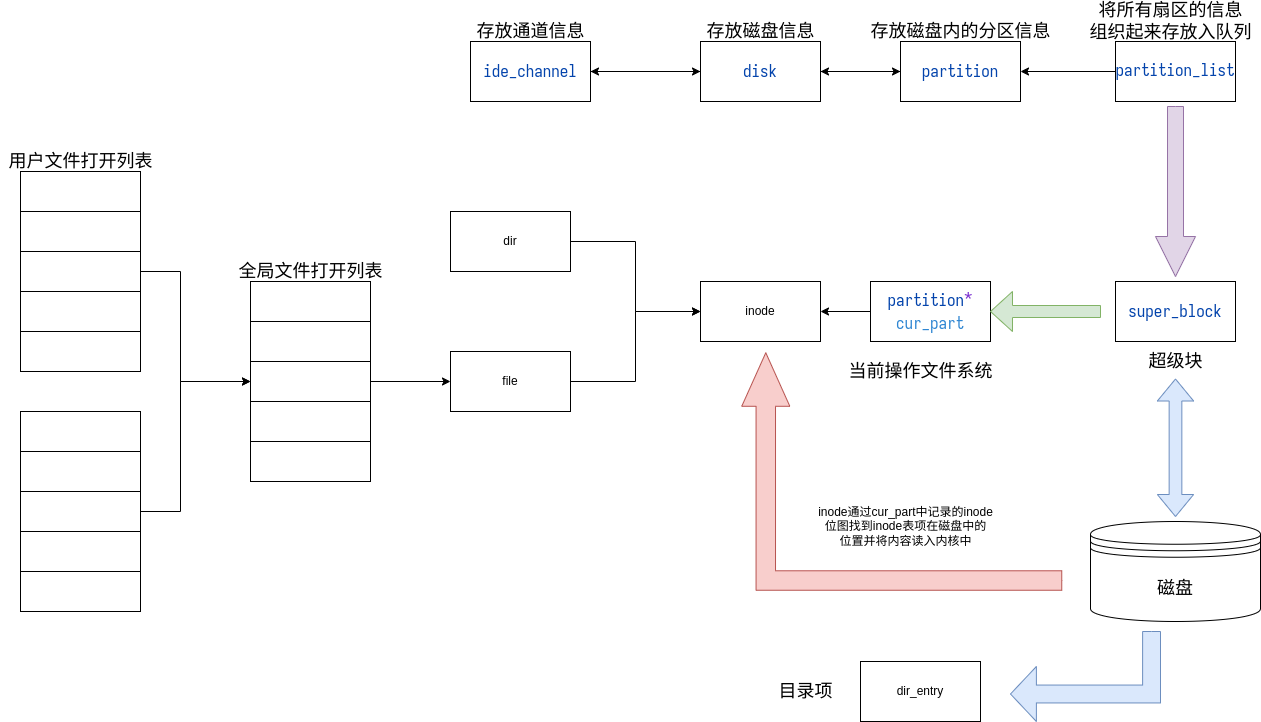 存放通道信息
ide_channel
存放磁盘信息
disk
存放磁盘内的分区信息
partition
将所有扇区的信息
组织起来存放入队列
partition_list
用户文件打开列表
全局文件打开列表
dir
file
inode
partition*
cur_part
当前操作文件系统
super_block
超级块
inode通过cur_part中记录的inode
位图找到inode表项在磁盘中的
位置并将内容读入内核中
磁盘
目录项
dir_entry